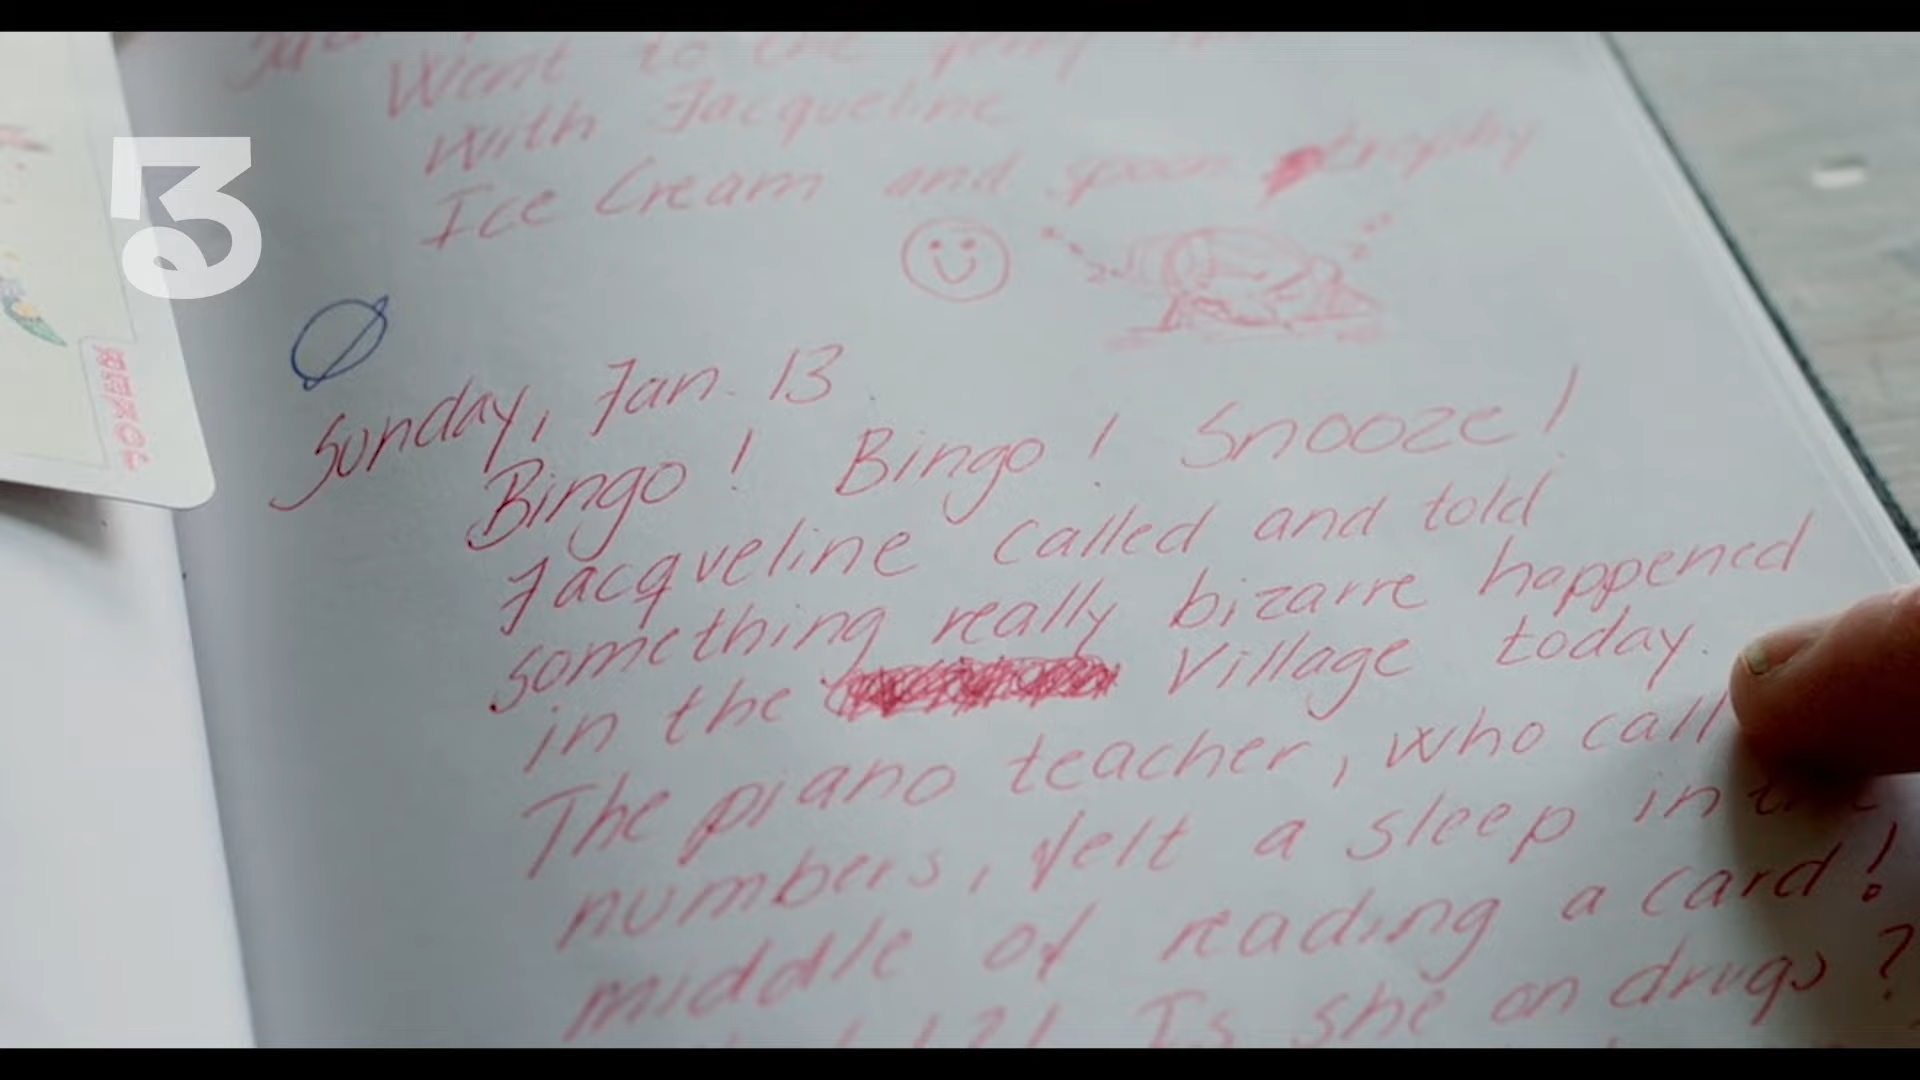 Went to the
with Jacqueline
Ice Cream and spoon trophy
Sunday, Jan. 13
Bingo! Bingo! Snooze!
Jacqueline called and told
something really bizarre happened
in the Village today.
The piano teacher, who call
numbers, felt a sleep in
middle of reading a card!
Is she on drugs?